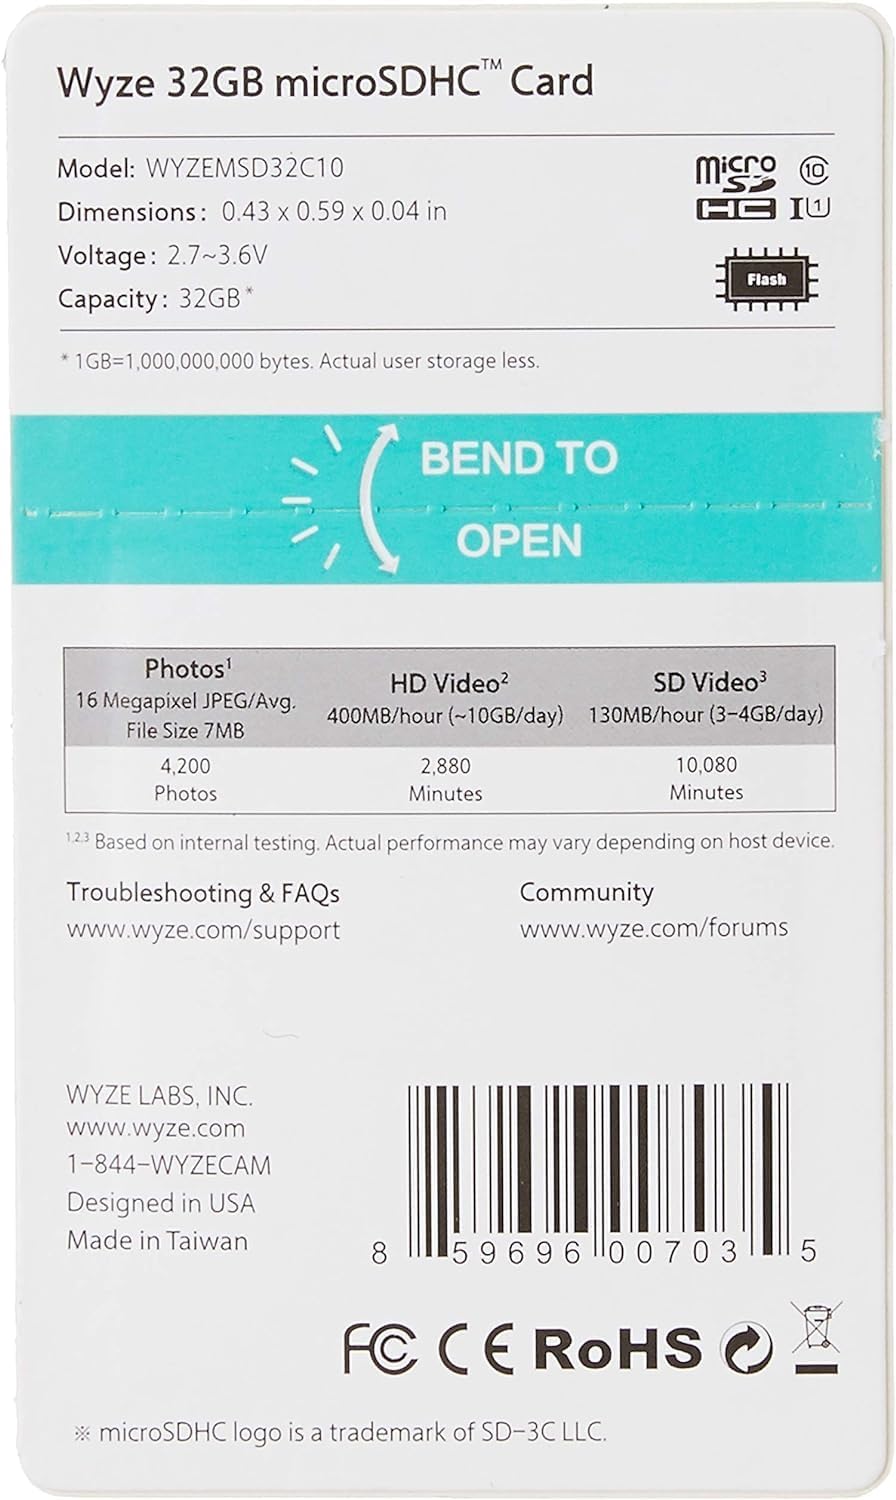 Wyze 32GB microSDHC™ Card
Model: WYZEMSD32C10
Dimensions: 0.43 x 0.59 x 0.04 in
Voltage: 2.7~3.6V
Capacity: 32GB*
micro SD HC
10
I U1
Flash
* 1GB=1,000,000,000 bytes. Actual user storage less.
BEND TO
OPEN
Photos¹
16 Megapixel JPEG/Avg.
File Size 7MB
HD Video²
400MB/hour (~10GB/day)
SD Video³
130MB/hour (3-4GB/day)
4,200
Photos
2,880
Minutes
10,080
Minutes
1,2,3 Based on internal testing. Actual performance may vary depending on host device.
Troubleshooting & FAQs
www.wyze.com/support
Community
www.wyze.com/forums
WYZE LABS, INC.
www.wyze.com
1-844-WYZECAM
Designed in USA
Made in Taiwan
8 59696 00703 5
FC CE RoHS
※ microSDHC logo is a trademark of SD-3C LLC.